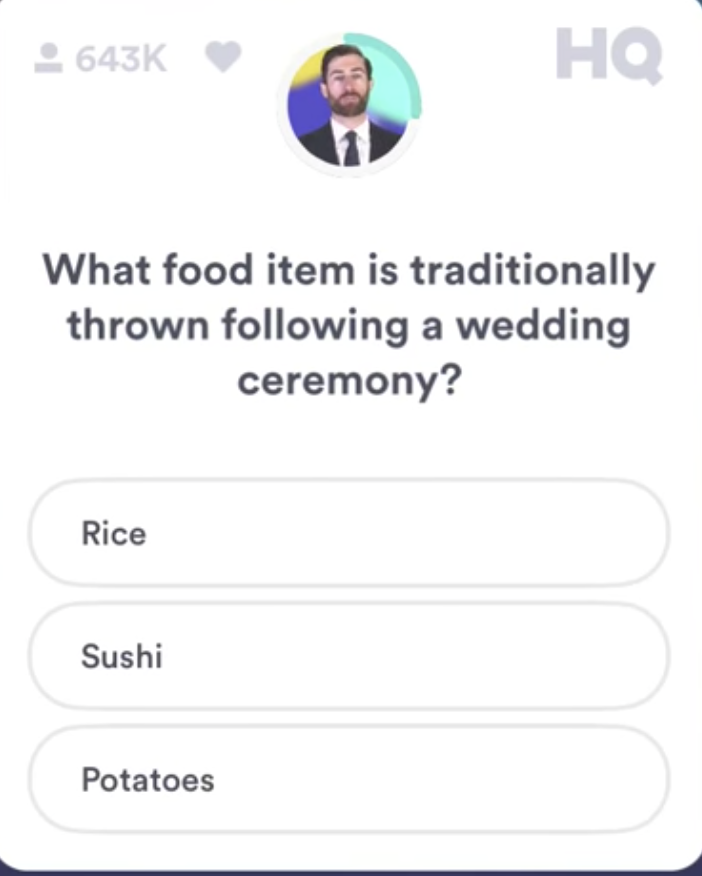 643K
HQ
What food item is traditionally
thrown following a wedding
ceremony?
Rice
Sushi
Potatoes